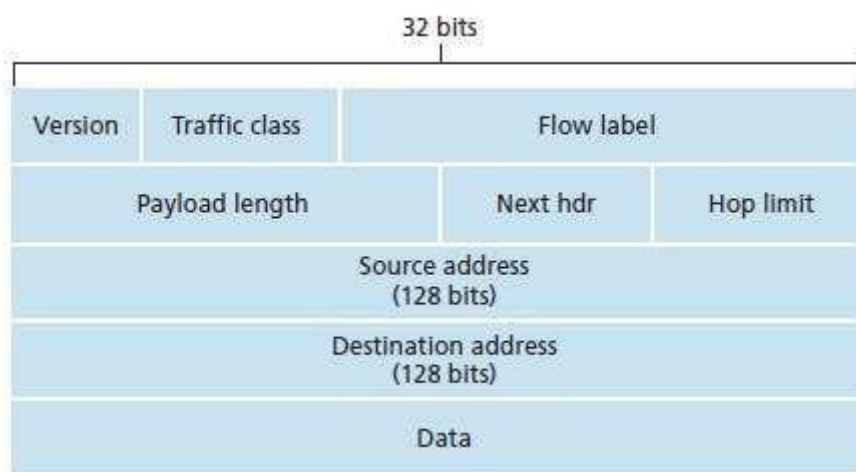 32 bits
Version Traffic class Flow label
Payload length Next hdr Hop limit
Source address
(128 bits)
Destination address
(128 bits)
Data